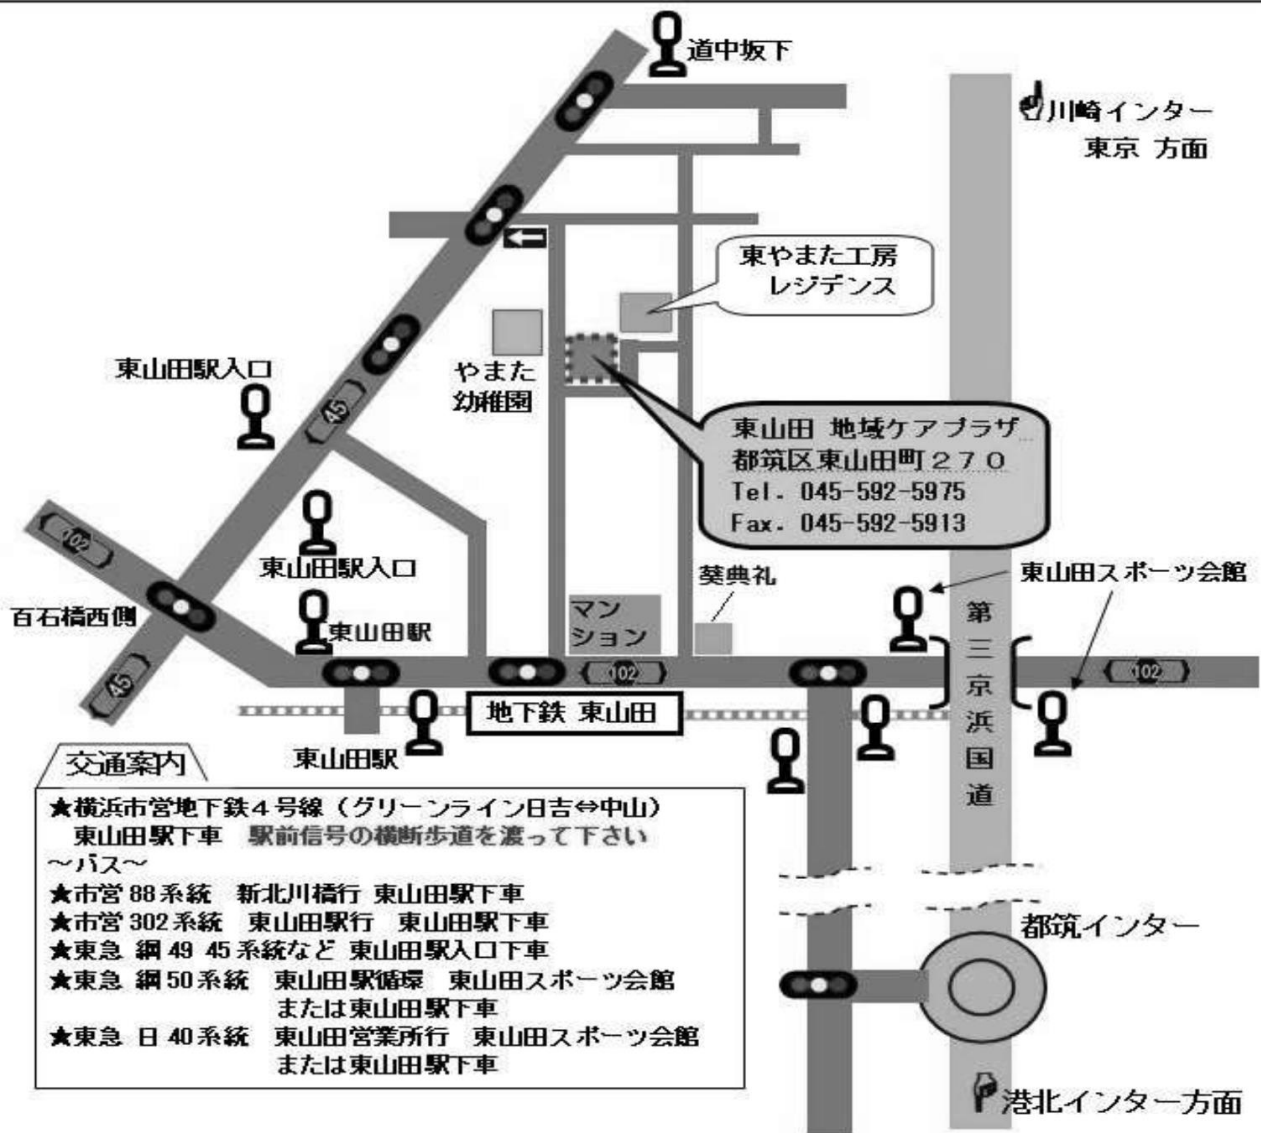 道中坂下
川崎インター
東京 方面
東やまた工房
レジデンス
東山田駅入口
やまた
幼稚園
45
東山田 地域ケアプラザ
都筑区東山田町270
Tel. 045-592-5975
Fax. 045-592-5913
102
東山田駅入口
葵典礼
東山田スポーツ会館
百石橋西側
東山田駅
マン
ション
第三京浜国道
45
102
102
地下鉄 東山田
東山田駅
交通案内
★横浜市営地下鉄4号線(グリーンライン日吉⇔中山)
東山田駅下車 駅前信号の横断歩道を渡って下さい
～バス～
★市営 88系統 新北川橋行 東山田駅下車
★市営 302系統 東山田駅行 東山田駅下車
★東急 綱49 45系統など 東山田駅入口下車
★東急 綱50系統 東山田駅循環 東山田スポーツ会館
または東山田駅下車
★東急 日40系統 東山田営業所行 東山田スポーツ会館
または東山田駅下車
都筑インター
港北インター方面